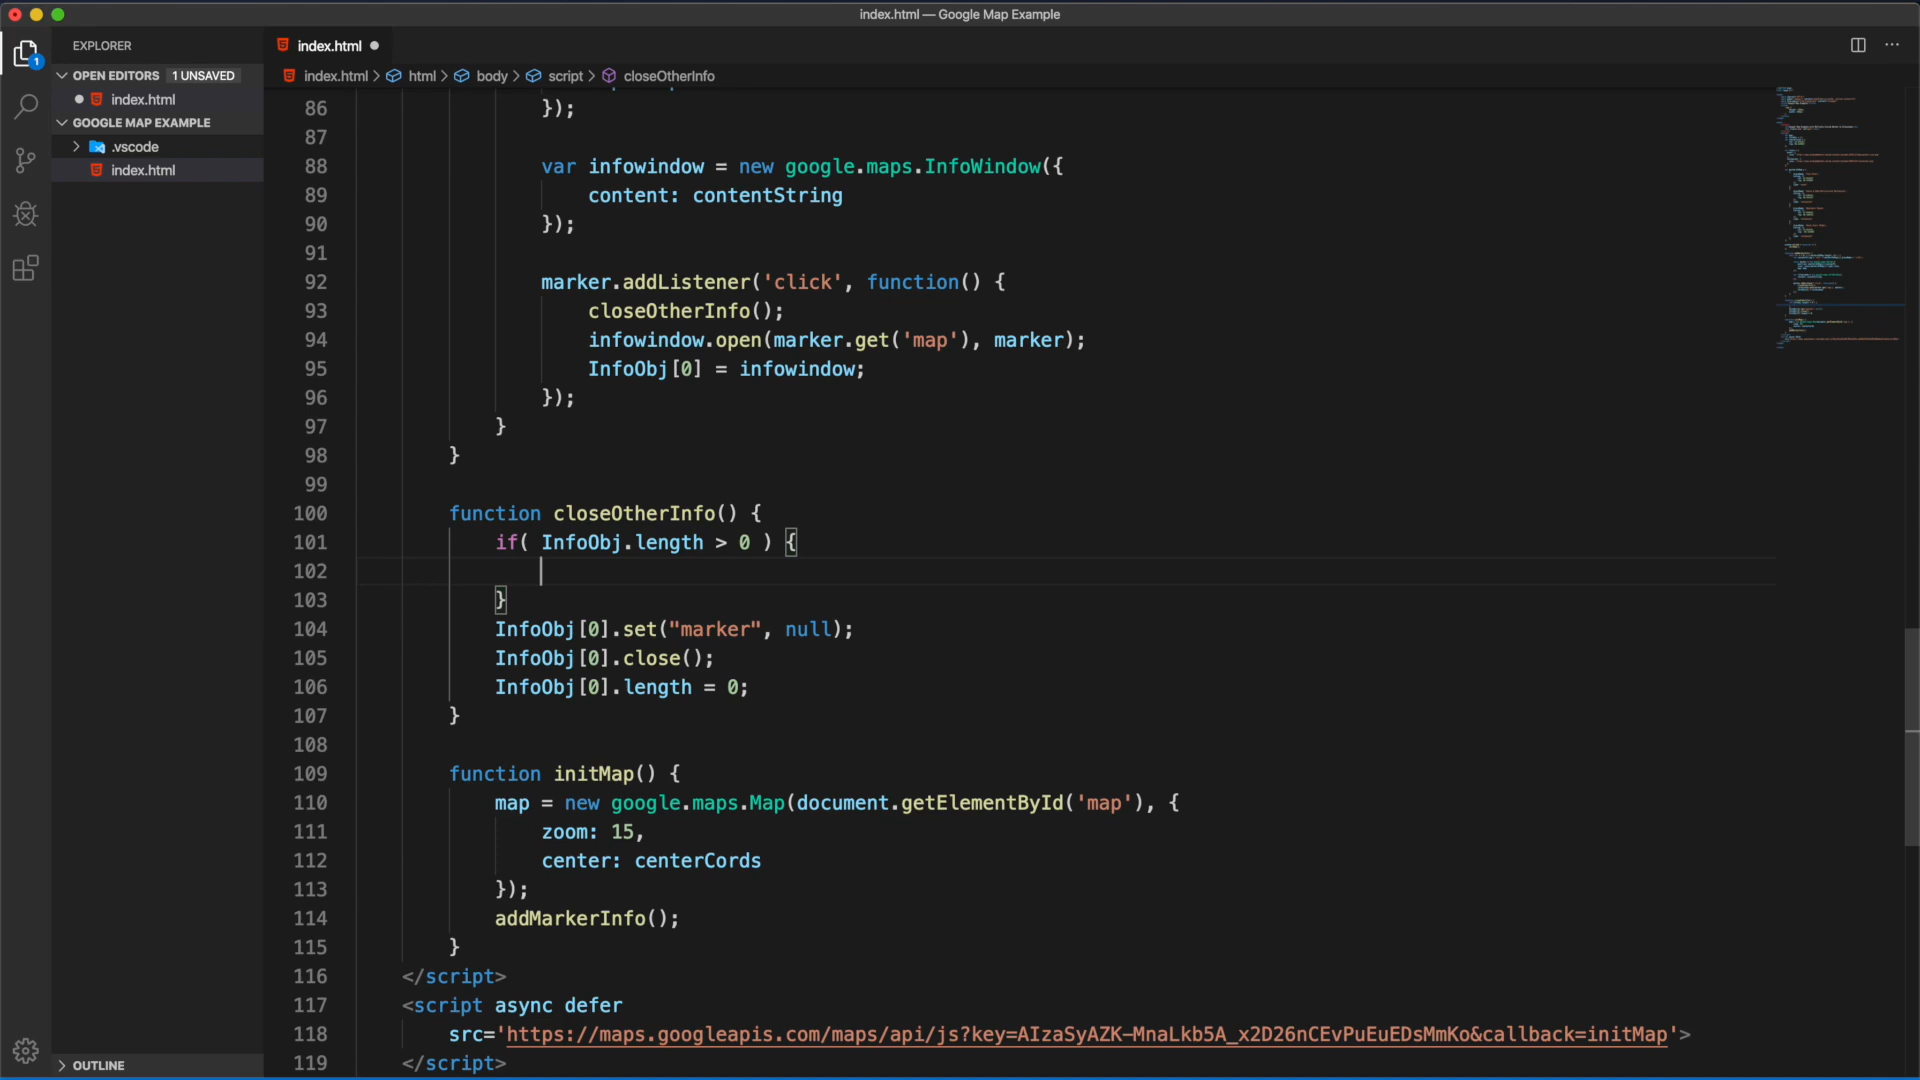 index.html — Google Map Example
EXPLORER
OPEN EDITORS 1 UNSAVED
index.html
GOOGLE MAP EXAMPLE
.vscode
index.html
OUTLINE
1
index.html
index.html > html > body > script > closeOtherInfo
86 });
87
88 var infowindow = new google.maps.InfoWindow({
89 content: contentString
90 });
91
92 marker.addListener('click', function() {
93 closeOtherInfo();
94 infowindow.open(marker.get('map'), marker);
95 InfoObj[0] = infowindow;
96 });
97 }
98 }
99
100 function closeOtherInfo() {
101 if( InfoObj.length > 0 ) {
102
103 }
104 InfoObj[0].set("marker", null);
105 InfoObj[0].close();
106 InfoObj[0].length = 0;
107 }
108
109 function initMap() {
110 map = new google.maps.Map(document.getElementById('map'), {
111 zoom: 15,
112 center: centerCords
113 });
114 addMarkerInfo();
115 }
116 </script>
117 <script async defer
118 src='https://maps.googleapis.com/maps/api/js?key=AIzaSyAZK-MnaLkb5A_x2D26nCEvPuEuEDsMmKo&callback=initMap'>
119 </script>